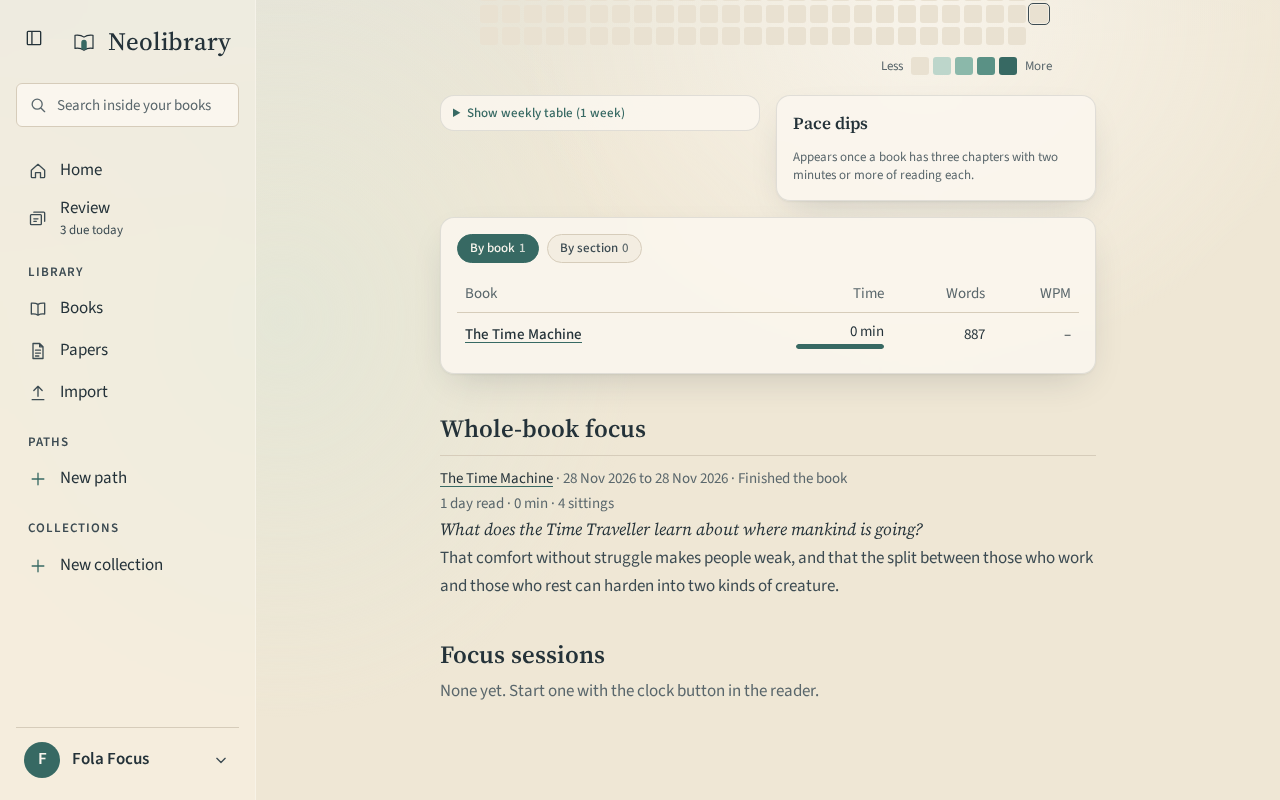 Neolibrary
Search inside your books
Home
Review
3 due today
LIBRARY
Books
Papers
Import
PATHS
New path
COLLECTIONS
New collection
F Fola Focus
Less More
Show weekly table (1 week)
Pace dips
Appears once a book has three chapters with two
minutes or more of reading each.
By book 1 By section 0
Book Time Words WPM
The Time Machine 0 min 887 –
Whole-book focus
The Time Machine · 28 Nov 2026 to 28 Nov 2026 · Finished the book
1 day read · 0 min · 4 sittings
What does the Time Traveller learn about where mankind is going?
That comfort without struggle makes people weak, and that the split between those who work
and those who rest can harden into two kinds of creature.
Focus sessions
None yet. Start one with the clock button in the reader.